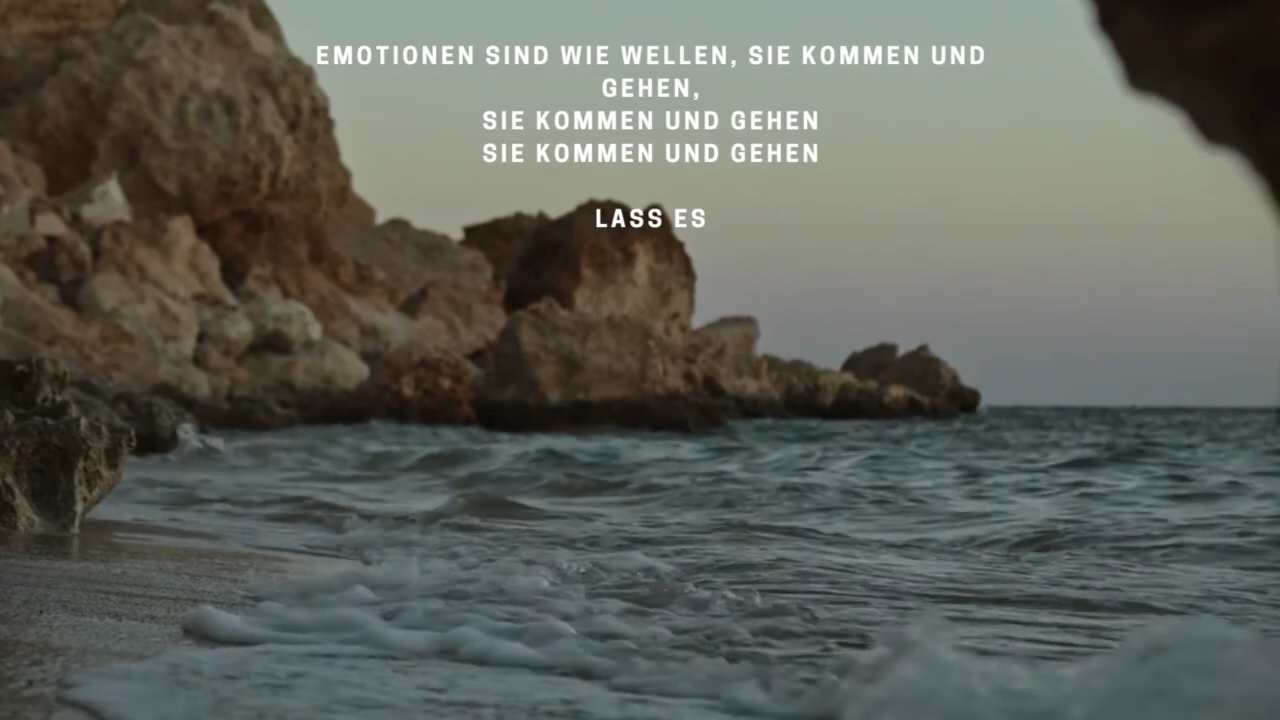 EMOTIONEN SIND WIE WELLEN, SIE KOMMEN UND
GEHEN,
SIE KOMMEN UND GEHEN
SIE KOMMEN UND GEHEN
LASS ES